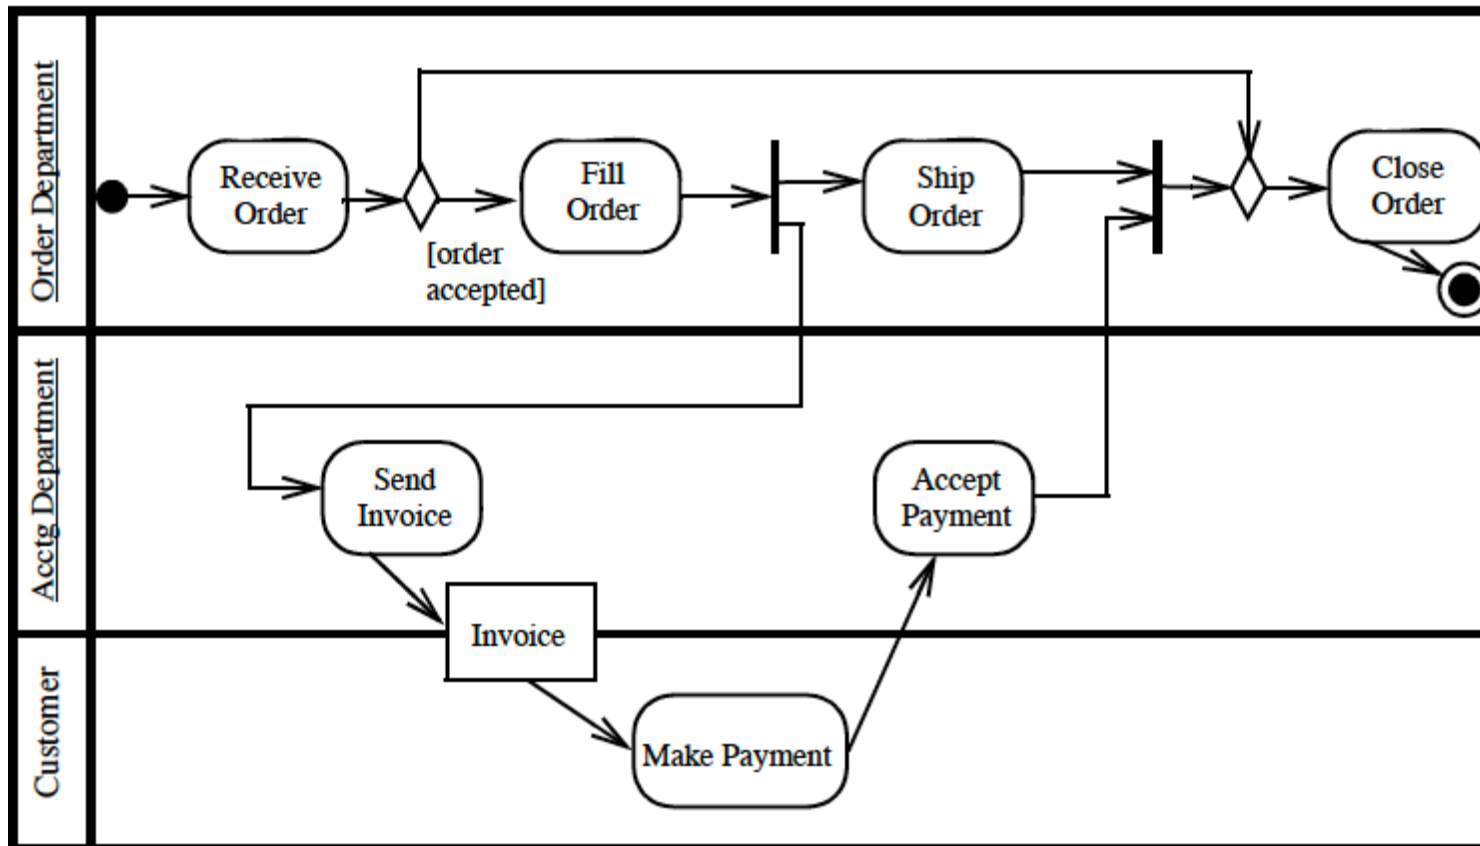 Order Department
Receive
Order
[order
accepted]
Fill
Order
Ship
Order
Close
Order
Acctg Department
Send
Invoice
Accept
Payment
Invoice
Customer
Make Payment